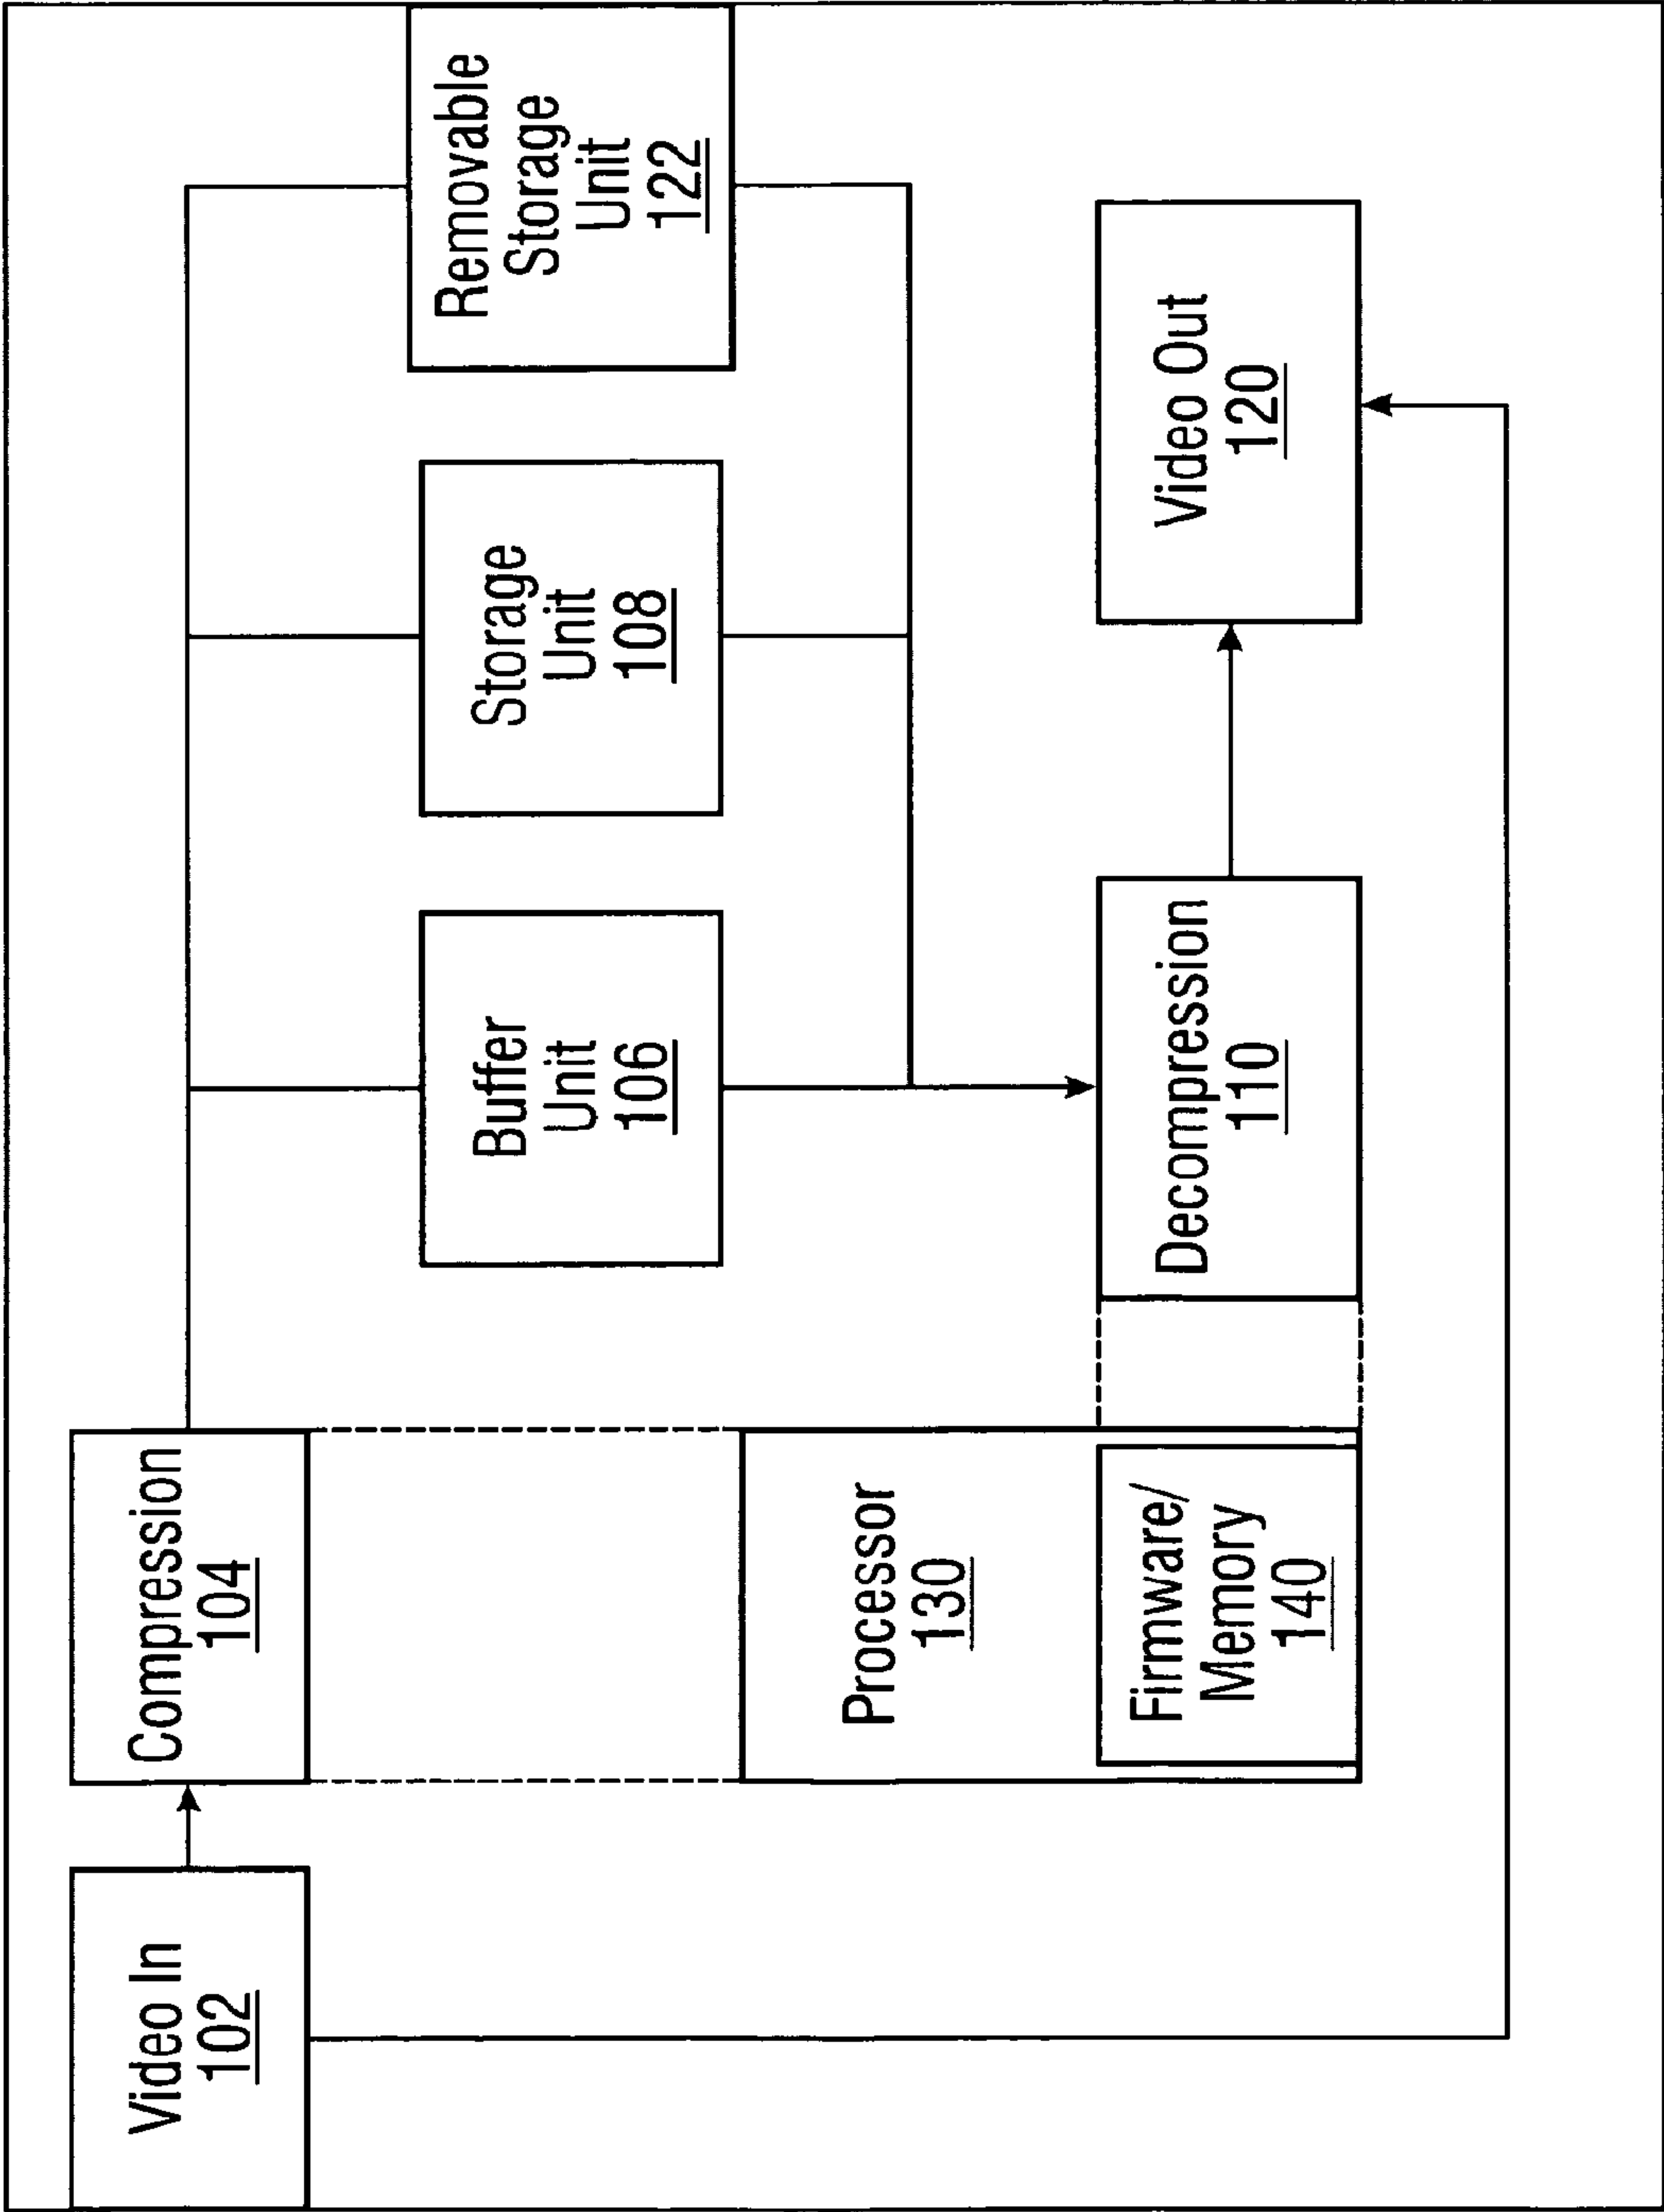 Video In
102
Compression
104
Processor
130
Firmware/
Memory
140
Buffer
Unit
106
Storage
Unit
108
Removable
Storage
Unit
122
Decompression
110
Video Out
120